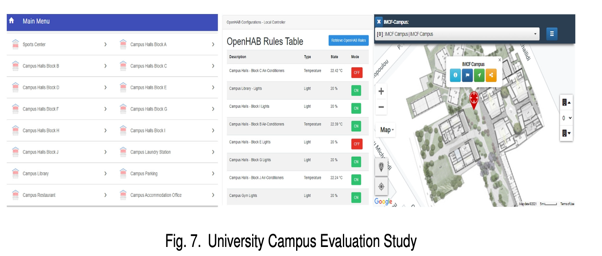 Main Menu
Sports Center
Campus Halls Block A
Campus Halls Block B
Campus Halls Block C
Campus Halls Block D
Campus Halls Block E
Campus Halls Block F
Campus Halls Block G
Campus Halls Block H
Campus Halls Block I
Campus Halls Block J
Campus Laundry Station
Campus Library
Campus Parking
Campus Restaurant
Campus Accommodation Office
OpenHAB Configurations - Local Controller
OpenHAB Rules Table
Description Type State Mode
Campus Halls - Block C Air Conditioners Temperature 22.42 °C OFF
Campus Library - Lights Light 20 % ON
Campus Halls - Block I Lights Light 20 % ON
Campus Halls - Block B Air Conditioners Temperature 22.39 °C ON
Campus Halls - Block E Lights Light 20 % OFF
Campus Halls - Block G Lights Light 20 % ON
Campus Halls - Block J Air Conditioners Temperature 22.24 °C ON
Campus Gym Lights Light 20 % ON
IMCF-Campus:
[0] IMCF Campus|IMCF Campus
IMCF Campus
Map
0
Google
Fig. 7. University Campus Evaluation Study